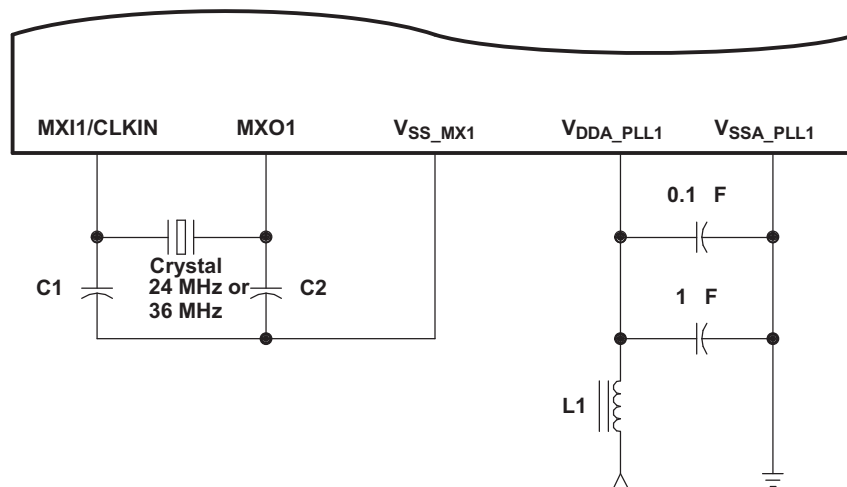 MXI1/CLKIN MXO1 VSS_MX1 VDDA_PLL1 VSSA_PLL1
0.1 F
Crystal
C1 24 MHz or C2
36 MHz
1 F
L1